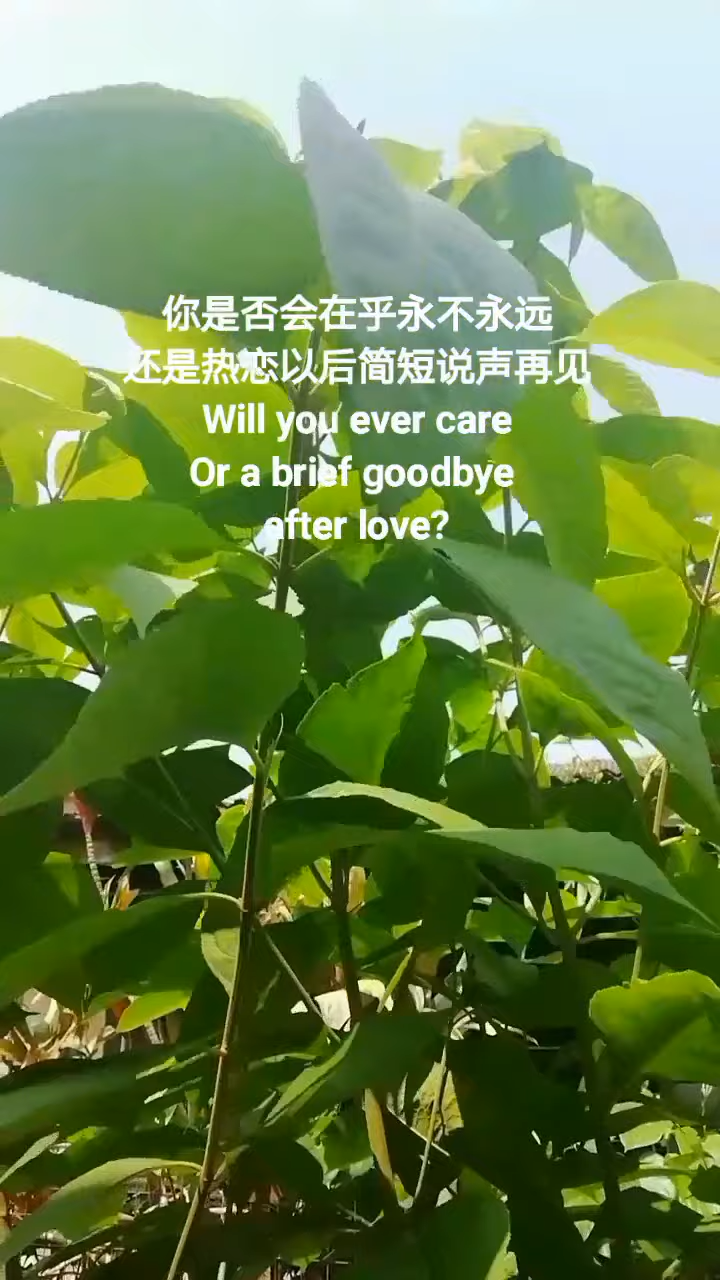 你是否会在乎永不永远
还是热恋以后简短说声再见
Will you ever care
Or a brief goodbye
after love?